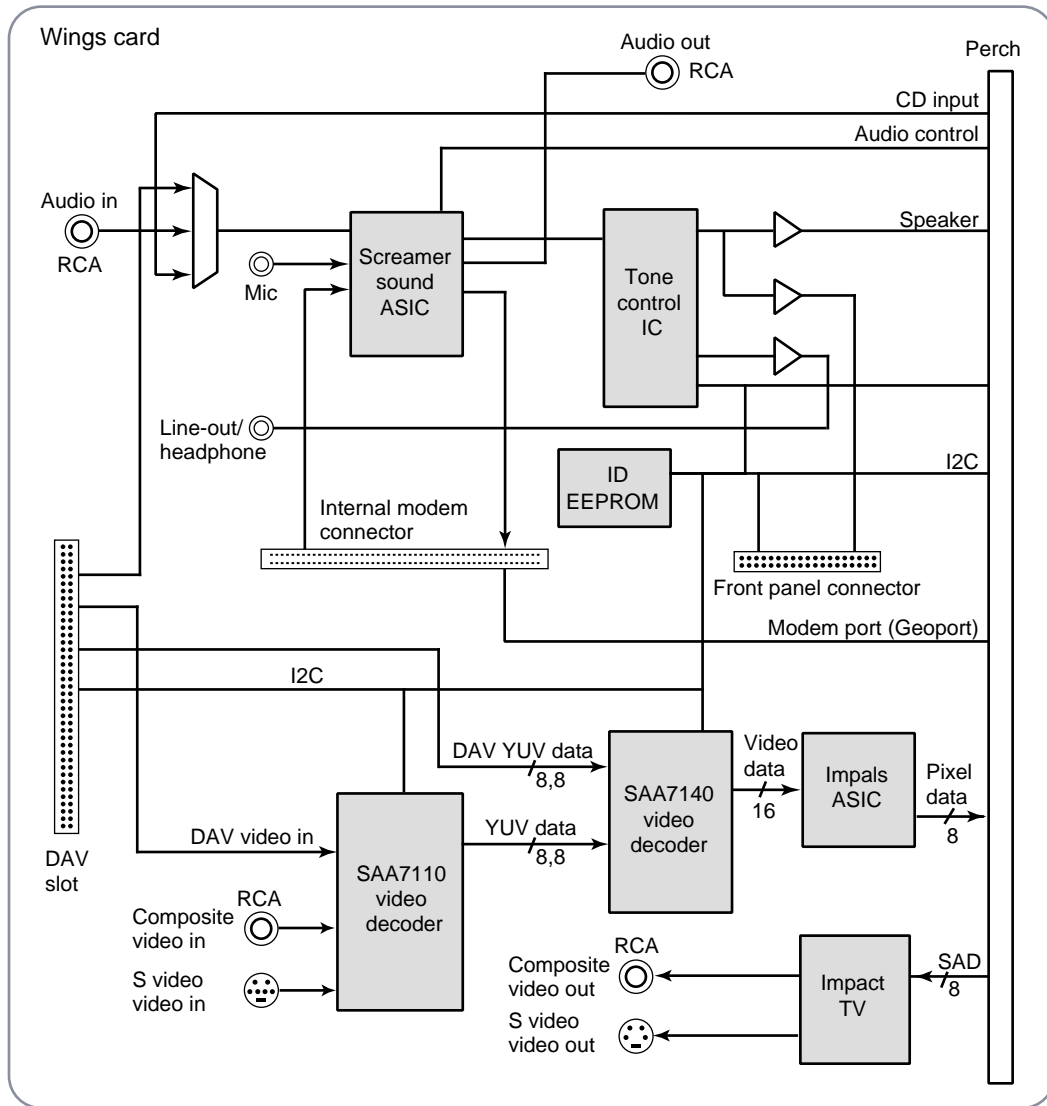 Wings card
Audio out
RCA
Perch
CD input
Audio control
Audio in
RCA
Mic
Screamer
sound
ASIC
Tone
control
IC
Speaker
Line-out/
headphone
ID
EEPROM
I2C
Internal modem
connector
Front panel connector
Modem port (Geoport)
I2C
DAV
slot
DAV YUV data
8,8
YUV data
8,8
DAV video in
SAA7110
video
decoder
SAA7140
video
decoder
Video
data
16
Impals
ASIC
Pixel
data
8
RCA
Composite
video in
S video
video in
RCA
Composite
video out
S video
video out
Impact
TV
SAD
8